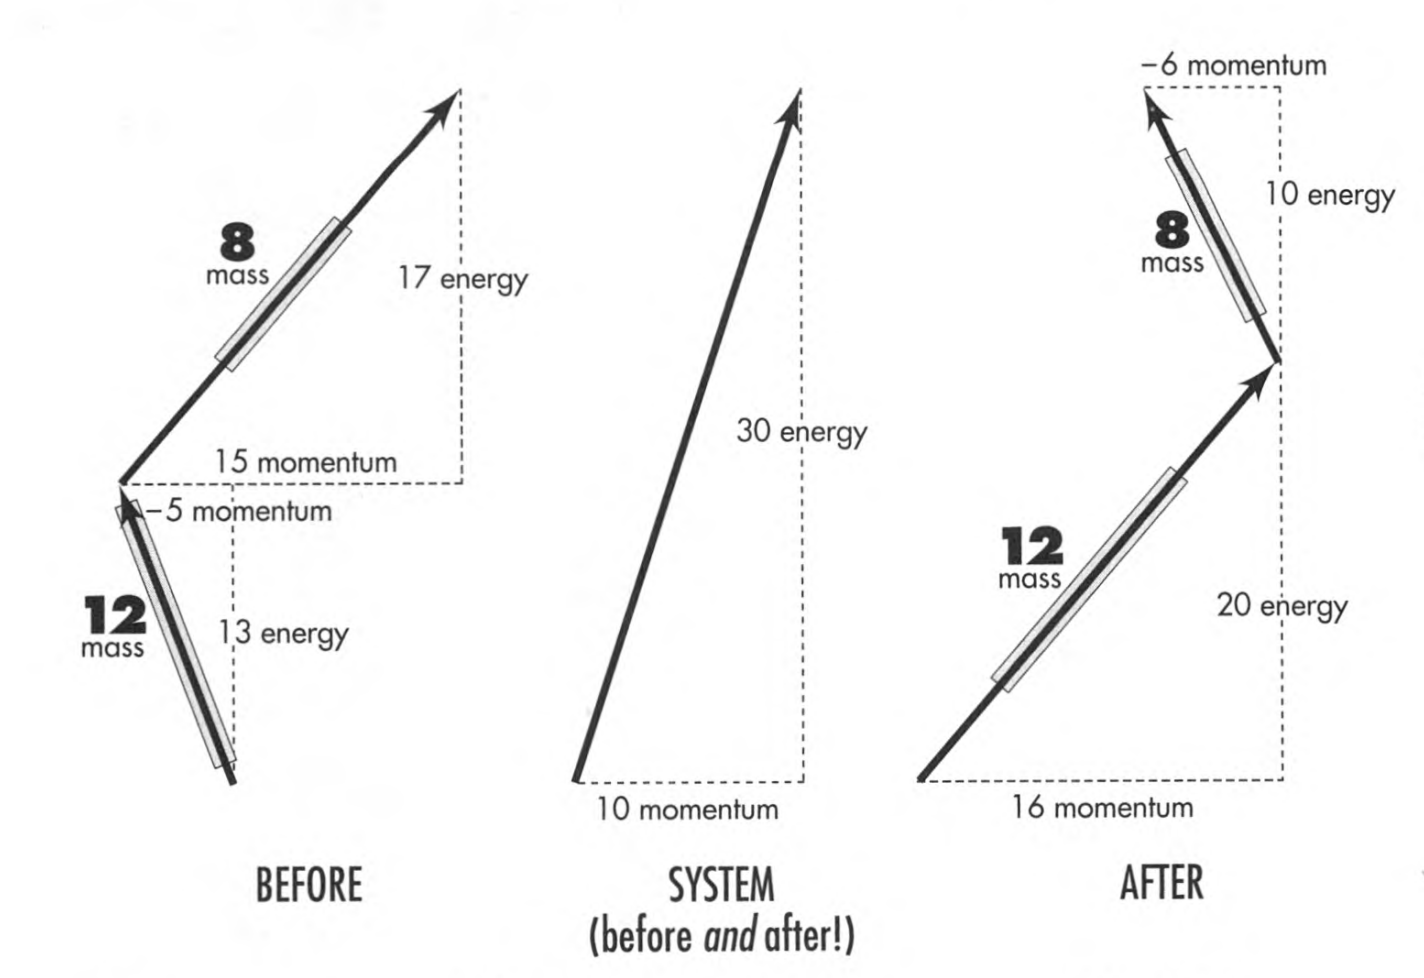 8
mass
17 energy
15 momentum
−5 momentum
12
mass
13 energy
BEFORE
30 energy
10 momentum
SYSTEM
(before and after!)
−6 momentum
10 energy
8
mass
12
mass
20 energy
16 momentum
AFTER